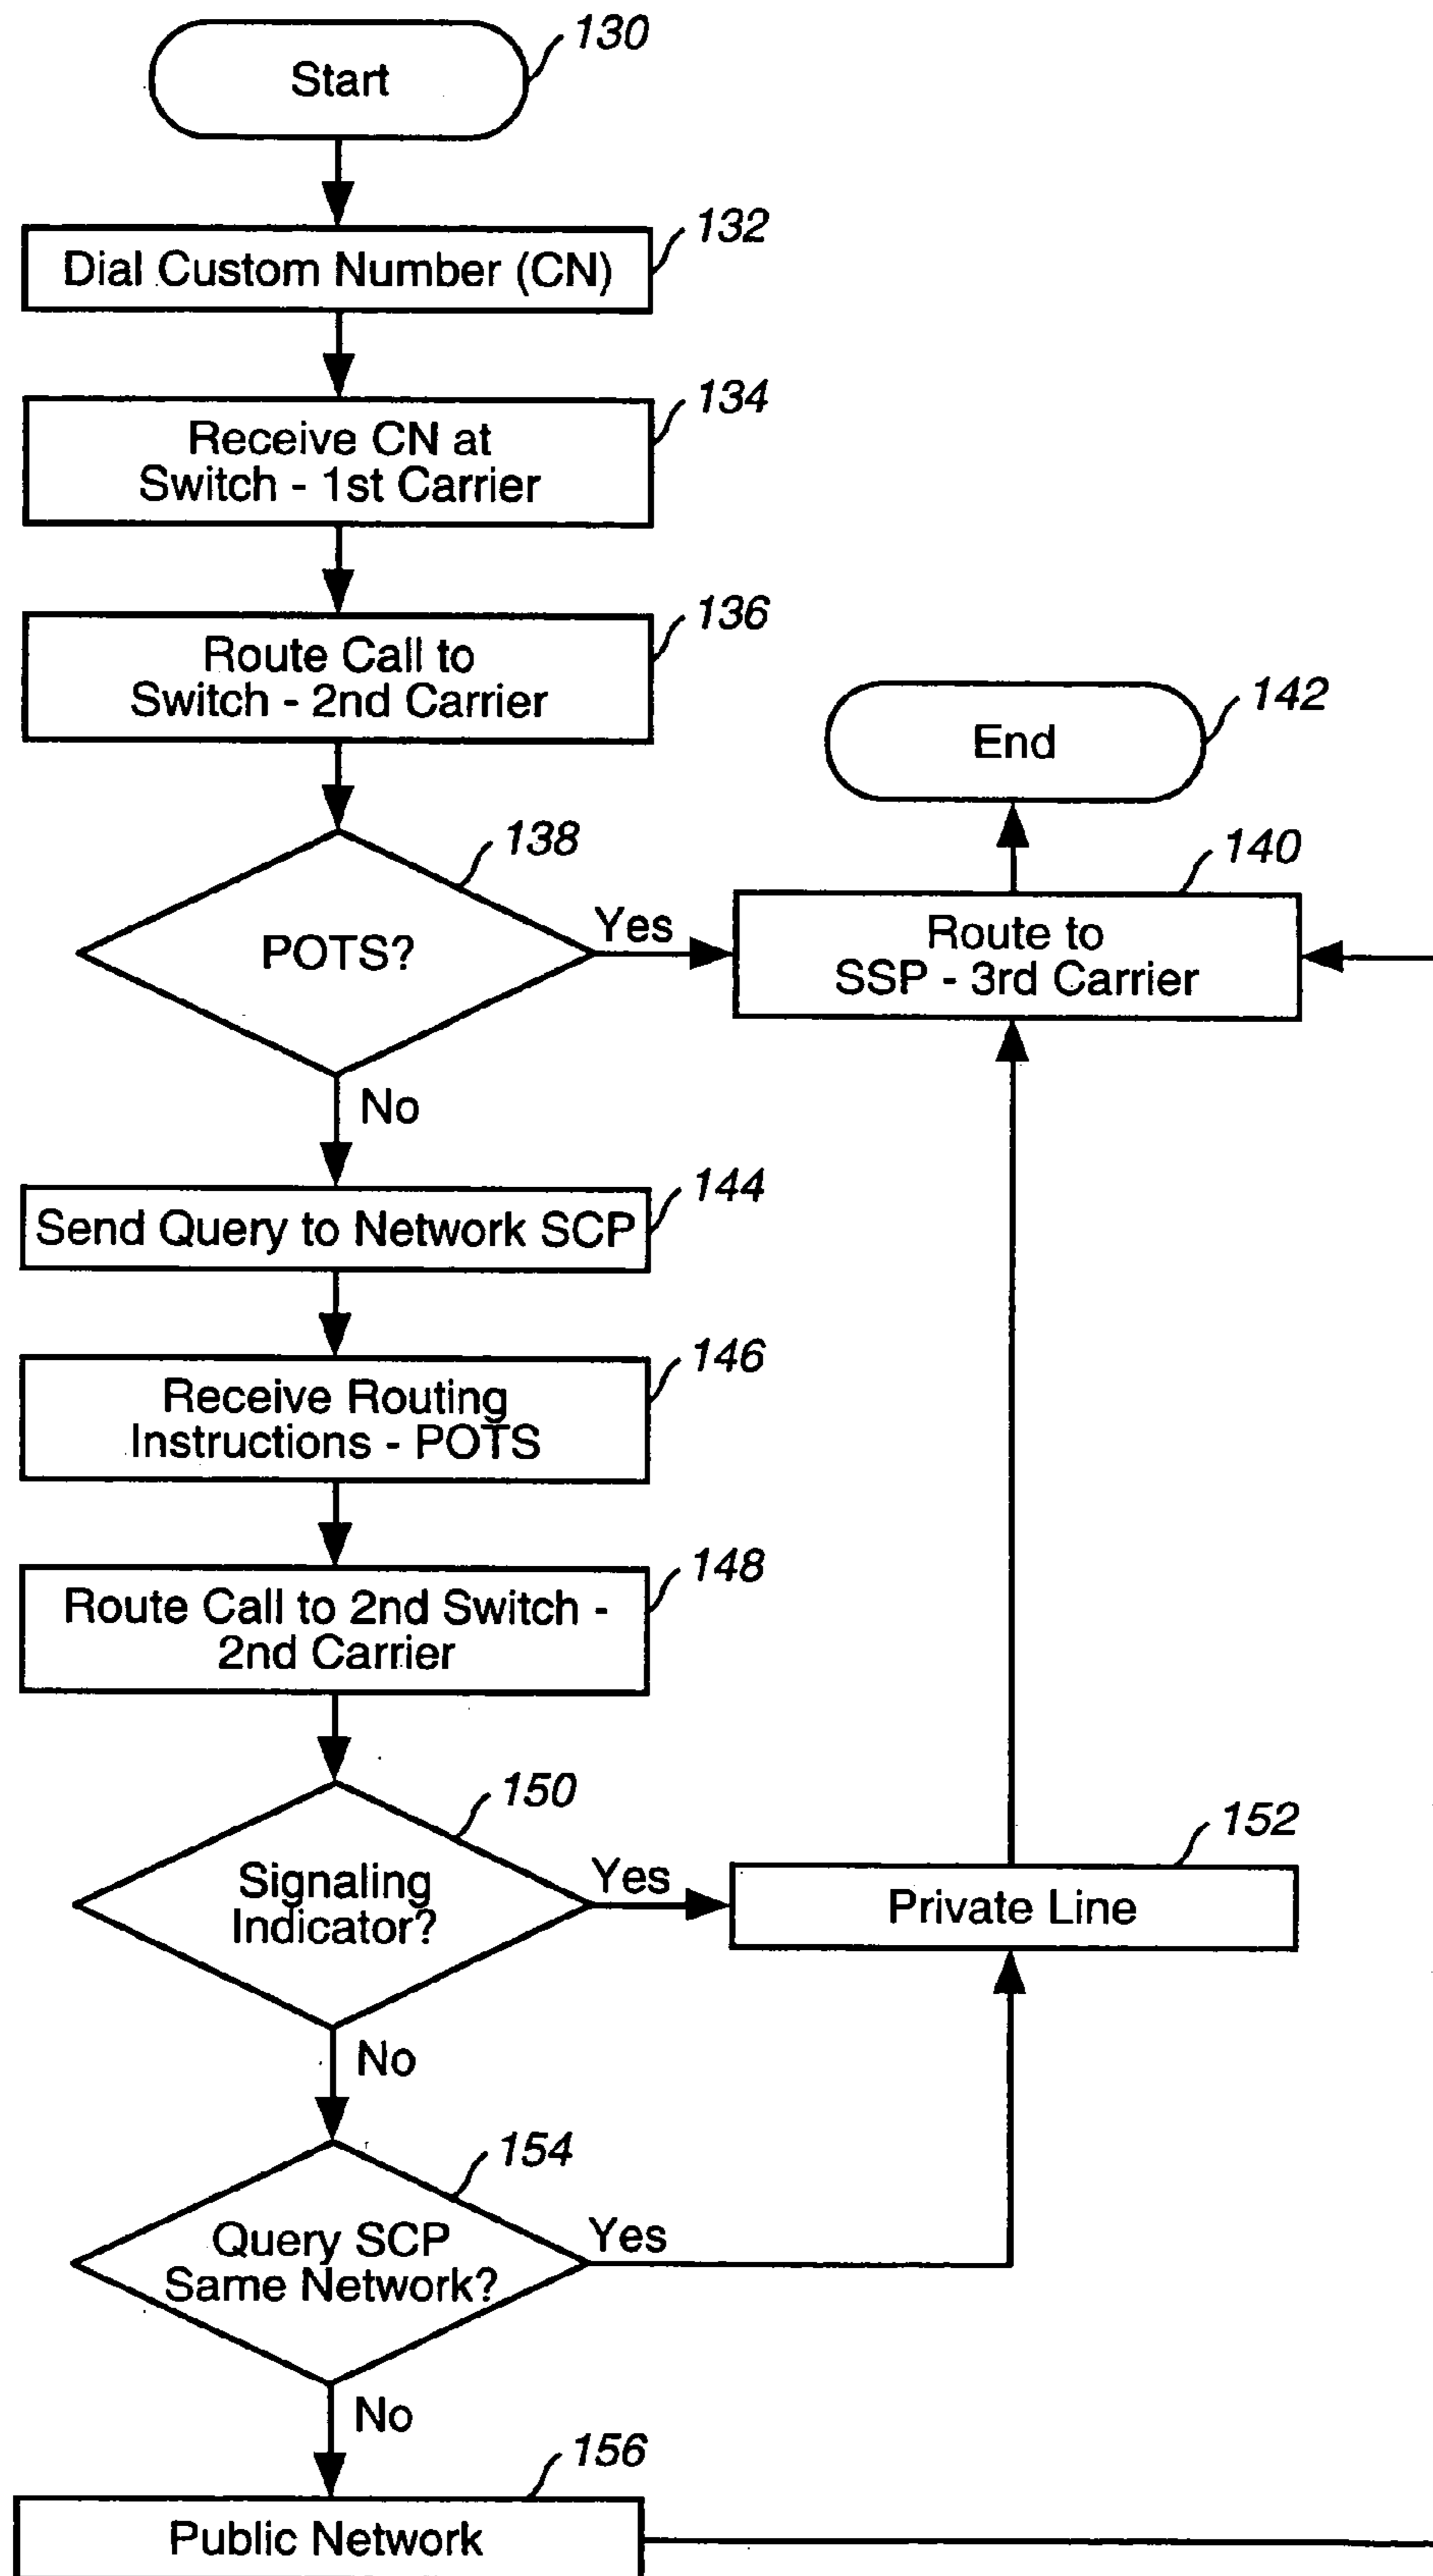 Start
130
Dial Custom Number (CN)
132
Receive CN at
Switch - 1st Carrier
134
Route Call to
Switch - 2nd Carrier
136
POTS?
138
Yes
No
Route to
SSP - 3rd Carrier
140
End
142
Send Query to Network SCP
144
Receive Routing
Instructions - POTS
146
Route Call to 2nd Switch -
2nd Carrier
148
Signaling
Indicator?
150
Yes
No
Private Line
152
Query SCP
Same Network?
154
Yes
No
Public Network
156